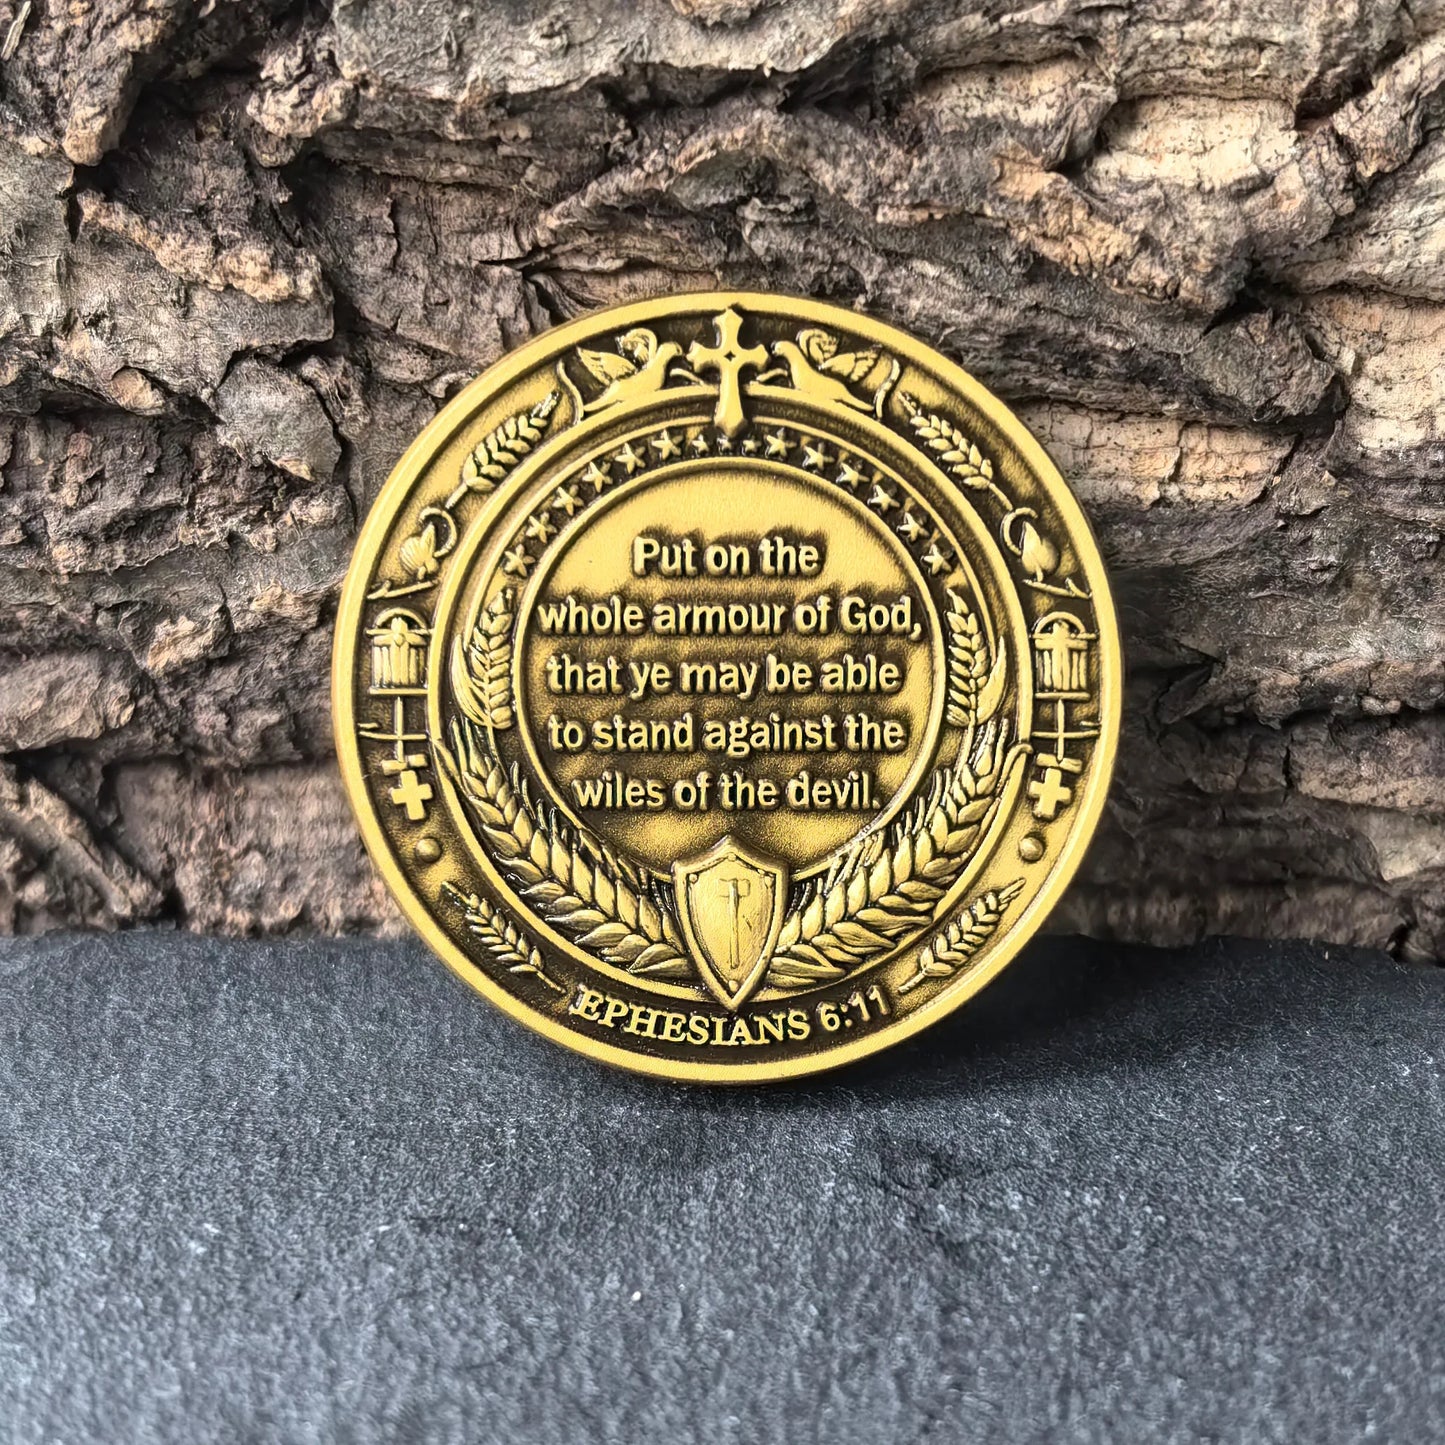 Put on the
whole armour of God,
that ye may be able
to stand against the
wiles of the devil.
EPHESIANS 6:11